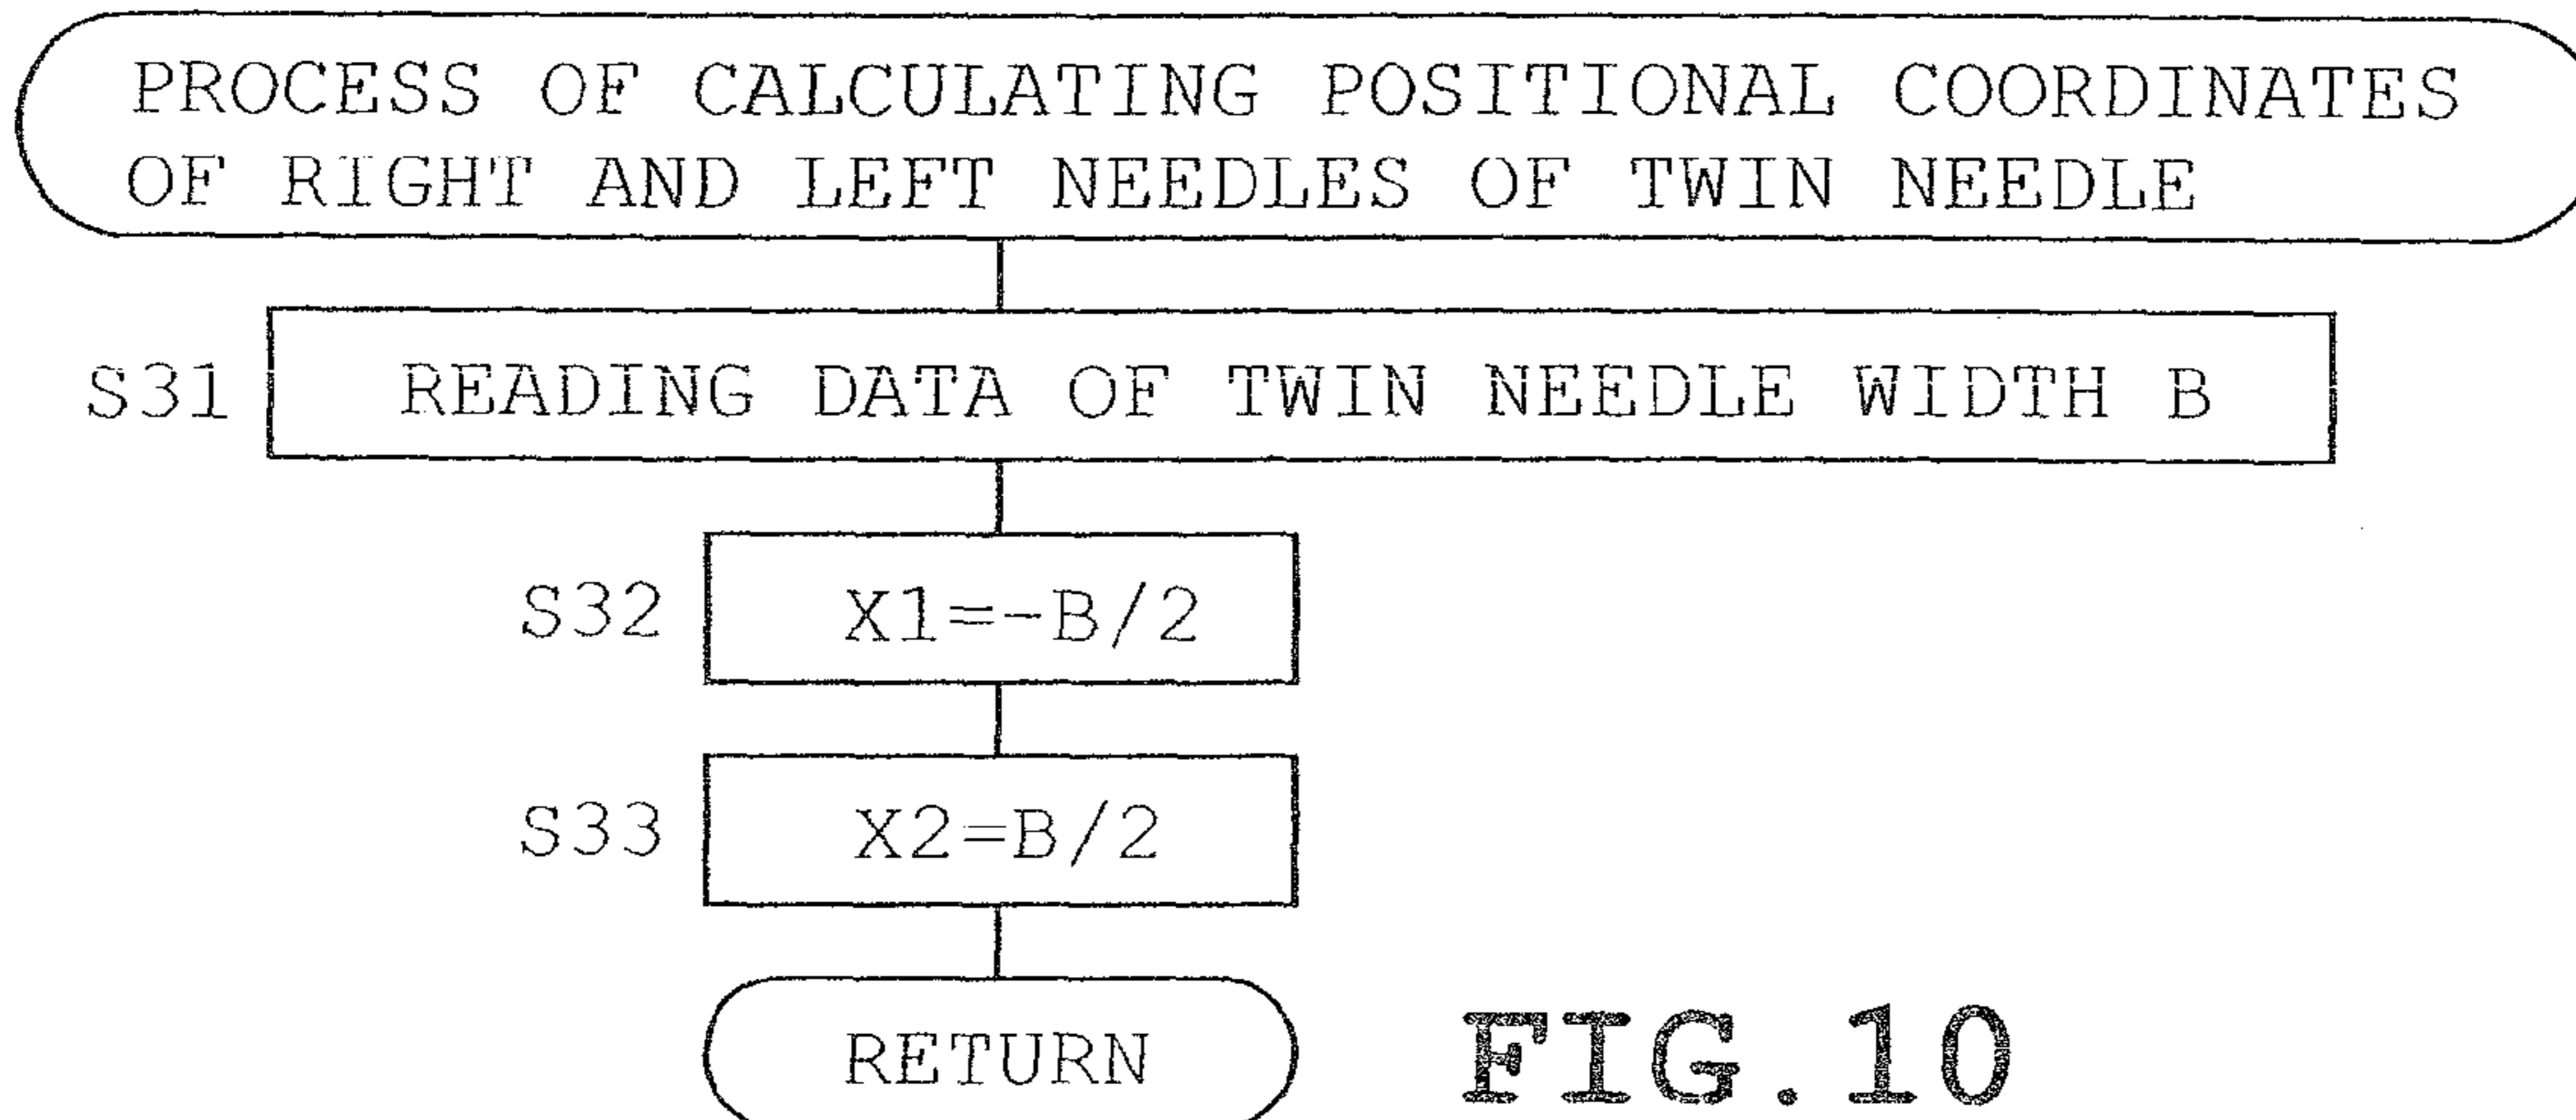 PROCESS OF CALCULATING POSITIONAL COORDINATES
OF RIGHT AND LEFT NEEDLES OF TWIN NEEDLE
S31 READING DATA OF TWIN NEEDLE WIDTH B
S32 X1=-B/2
S33 X2=B/2
RETURN
FIG.10